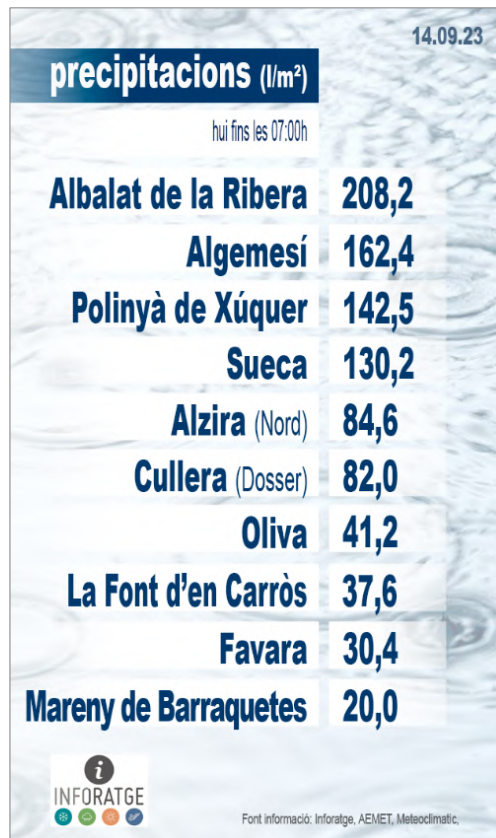 14.09.23
precipitacions (l/m²)
hui fins les 07:00h
Albalat de la Ribera 208,2
Algemesí 162,4
Polinyà de Xúquer 142,5
Sueca 130,2
Alzira (Nord) 84,6
Cullera (Dosser) 82,0
Oliva 41,2
La Font d'en Carròs 37,6
Favara 30,4
Mareny de Barraquetes 20,0
i
INFORATGE
Font informació: Inforatge, AEMET, Meteoclimatic,